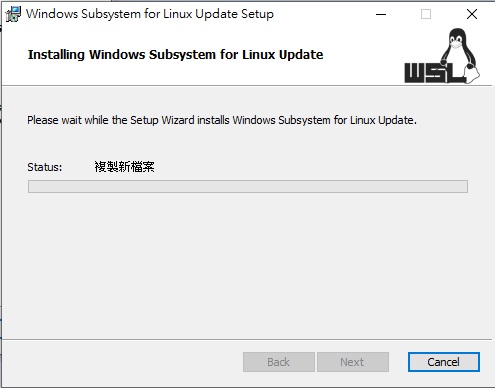 Windows Subsystem for Linux Update Setup
Installing Windows Subsystem for Linux Update
WSL
Please wait while the Setup Wizard installs Windows Subsystem for Linux Update.
Status: 複製新檔案
Back Next Cancel